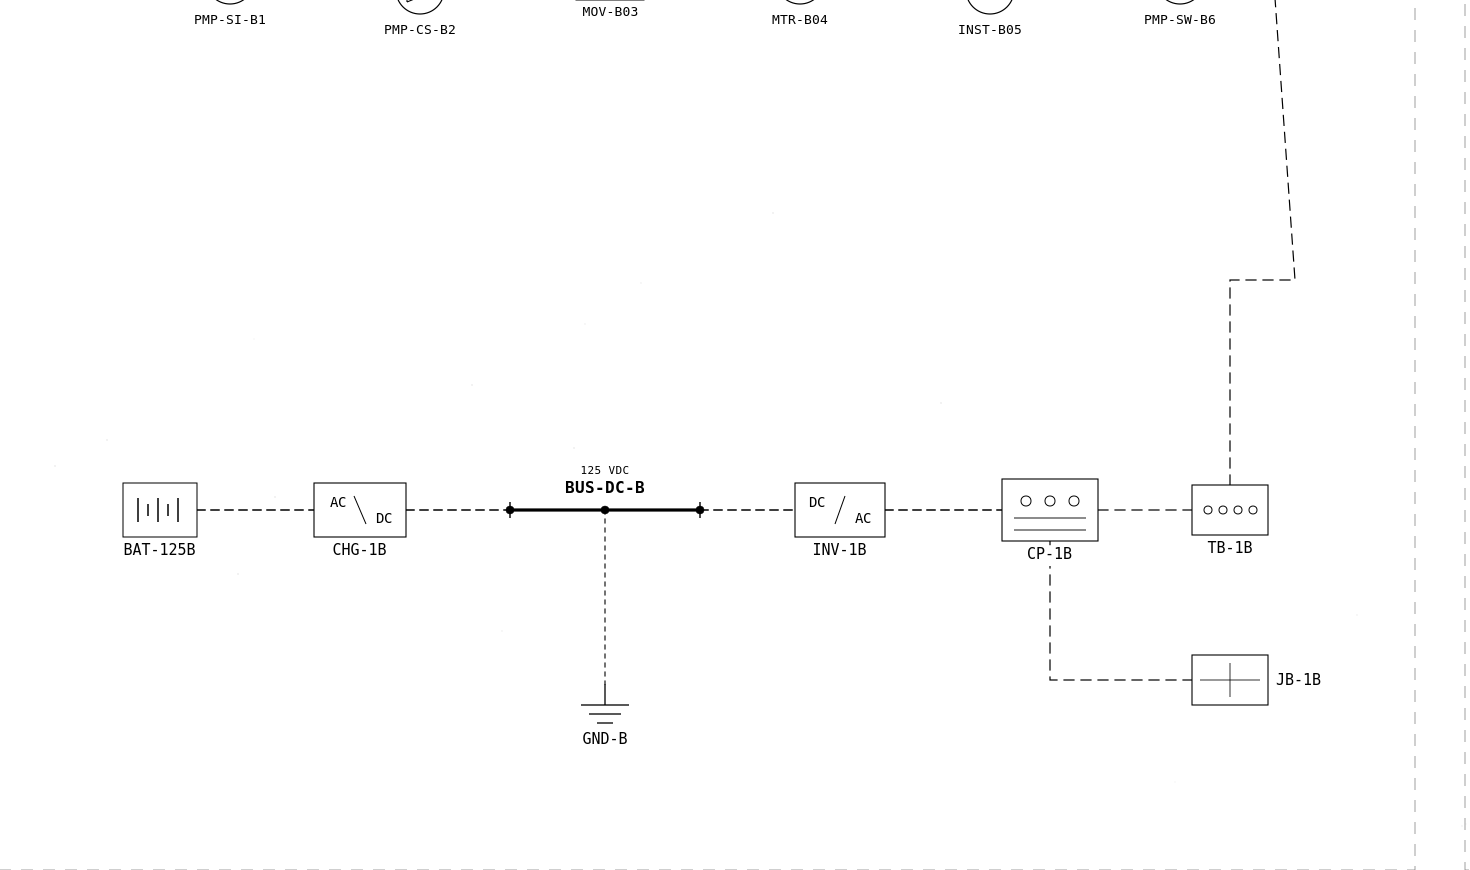 PMP-SI-B1
PMP-CS-B2
MOV-B03
MTR-B04
INST-B05
PMP-SW-B6
125 VDC
BUS-DC-B
AC
DC
DC
AC
BAT-125B
CHG-1B
INV-1B
CP-1B
TB-1B
JB-1B
GND-B